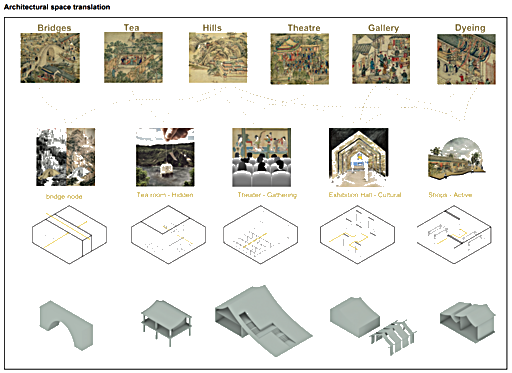 Architectural space translation
Bridges Tea Hills Theatre Gallery Dyeing
bridge node Tea room - Hidden Theater - Gathering Exhibition Hall - Cultural Shops - Active